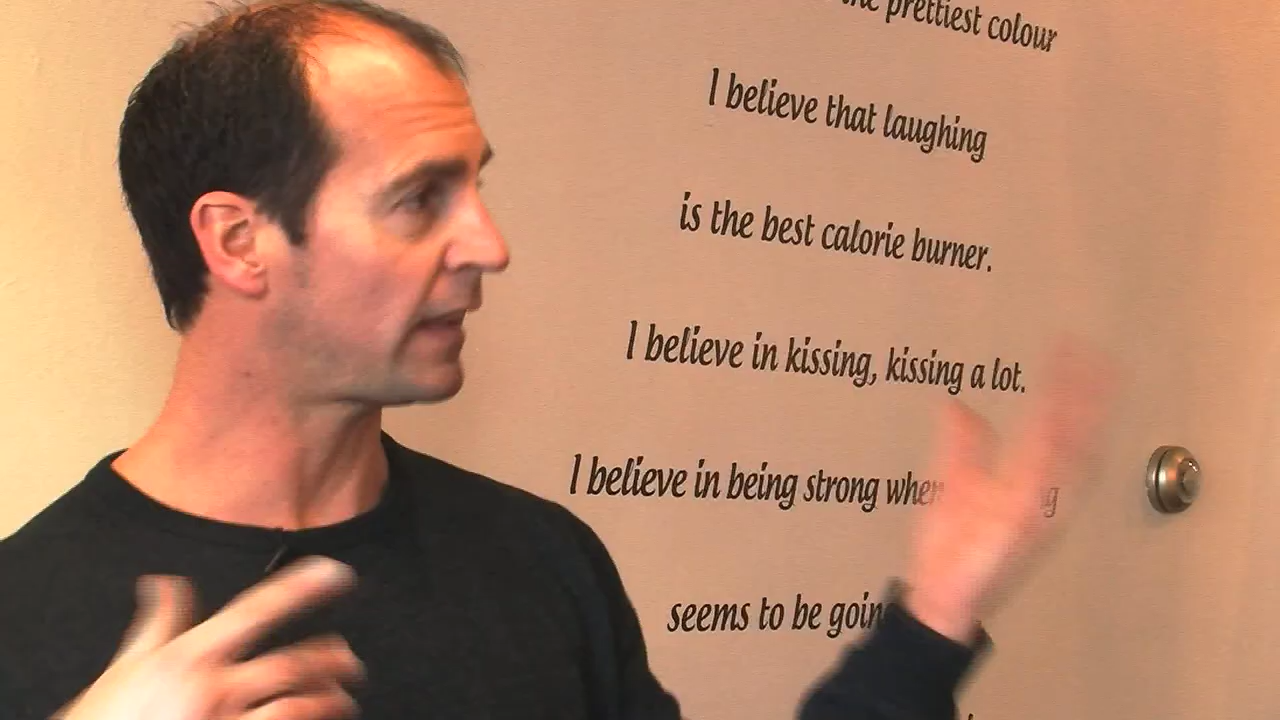 the prettiest colour
I believe that laughing
is the best calorie burner.
I believe in kissing, kissing a lot.
I believe in being strong when
seems to be